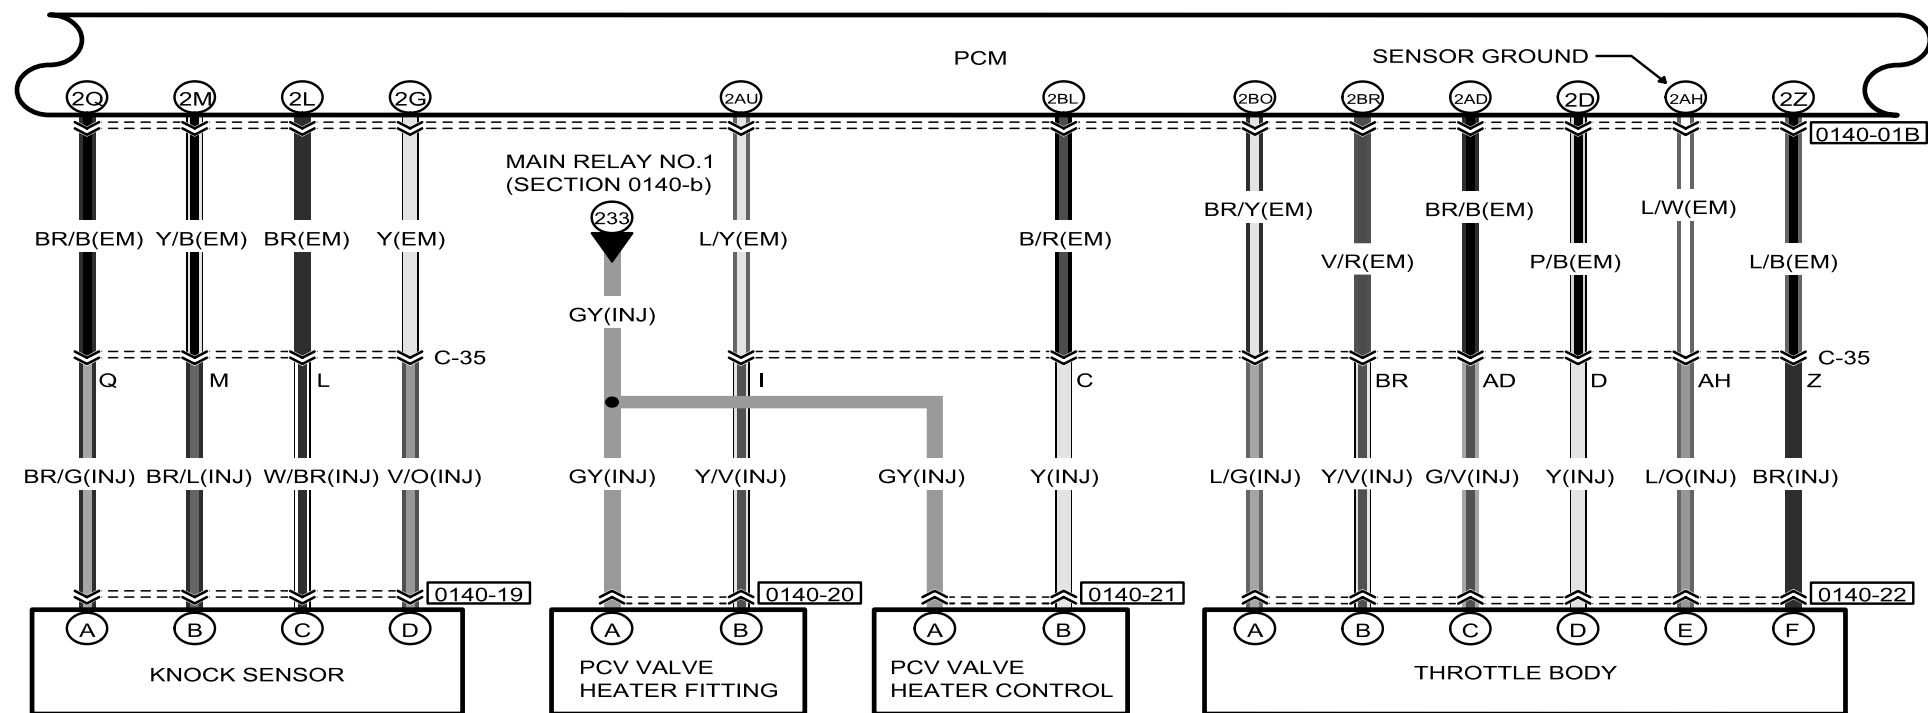 PCM
SENSOR GROUND
2Q 2M 2L 2G 2AU 2BL 2BO 2BR 2AD 2D 2AH 2Z
0140-01B
MAIN RELAY NO.1
(SECTION 0140-b)
233
BR/B(EM) Y/B(EM) BR(EM) Y(EM) L/Y(EM) B/R(EM) BR/Y(EM) V/R(EM) BR/B(EM) P/B(EM) L/W(EM) L/B(EM)
GY(INJ)
C-35 C-35
Q M L I C BR AD D AH Z
BR/G(INJ) BR/L(INJ) W/BR(INJ) V/O(INJ) GY(INJ) Y/V(INJ) GY(INJ) Y(INJ) L/G(INJ) Y/V(INJ) G/V(INJ) Y(INJ) L/O(INJ) BR(INJ)
0140-19 0140-20 0140-21 0140-22
A B C D A B A B A B C D E F
KNOCK SENSOR
PCV VALVE
HEATER FITTING
PCV VALVE
HEATER CONTROL
THROTTLE BODY